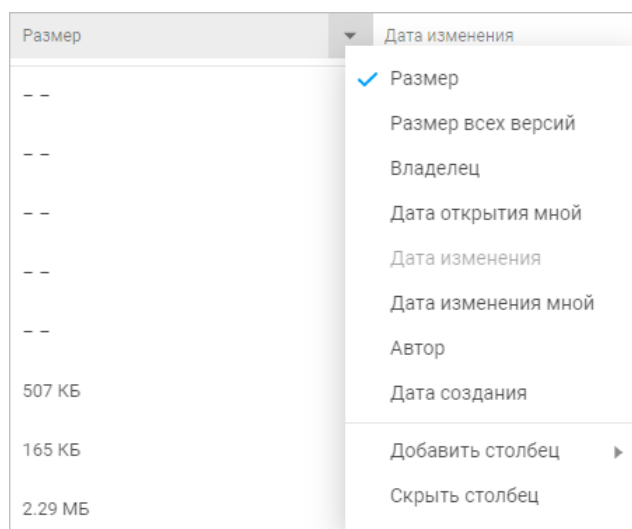 Размер
Дата изменения
Размер
– –
Размер всех версий
– –
Владелец
Дата открытия мной
– –
Дата изменения
– –
Дата изменения мной
– –
Автор
507 КБ
Дата создания
165 КБ
Добавить столбец
Скрыть столбец
2.29 МБ